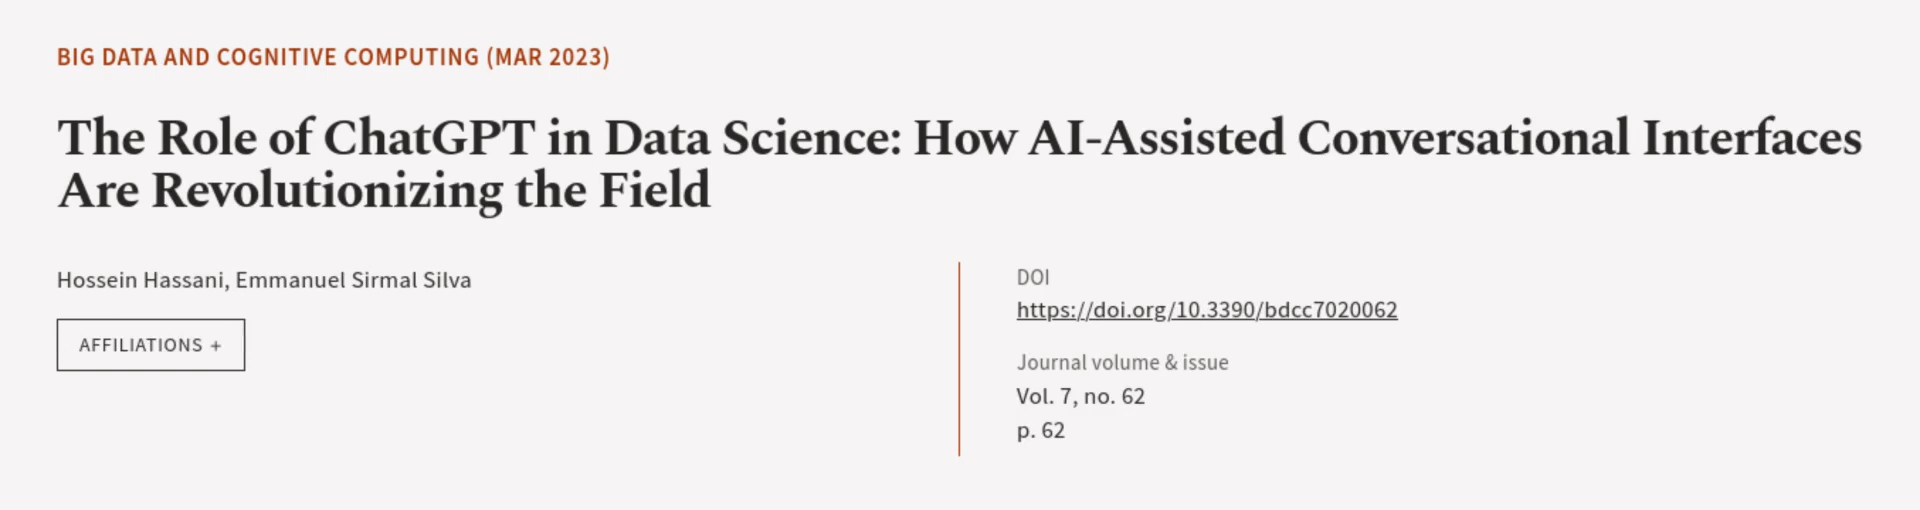 BIG DATA AND COGNITIVE COMPUTING (MAR 2023)
The Role of ChatGPT in Data Science: How AI-Assisted Conversational Interfaces
Are Revolutionizing the Field
Hossein Hassani, Emmanuel Sirmal Silva
AFFILIATIONS +
DOI
https://doi.org/10.3390/bdcc7020062
Journal volume & issue
Vol. 7, no. 62
p. 62